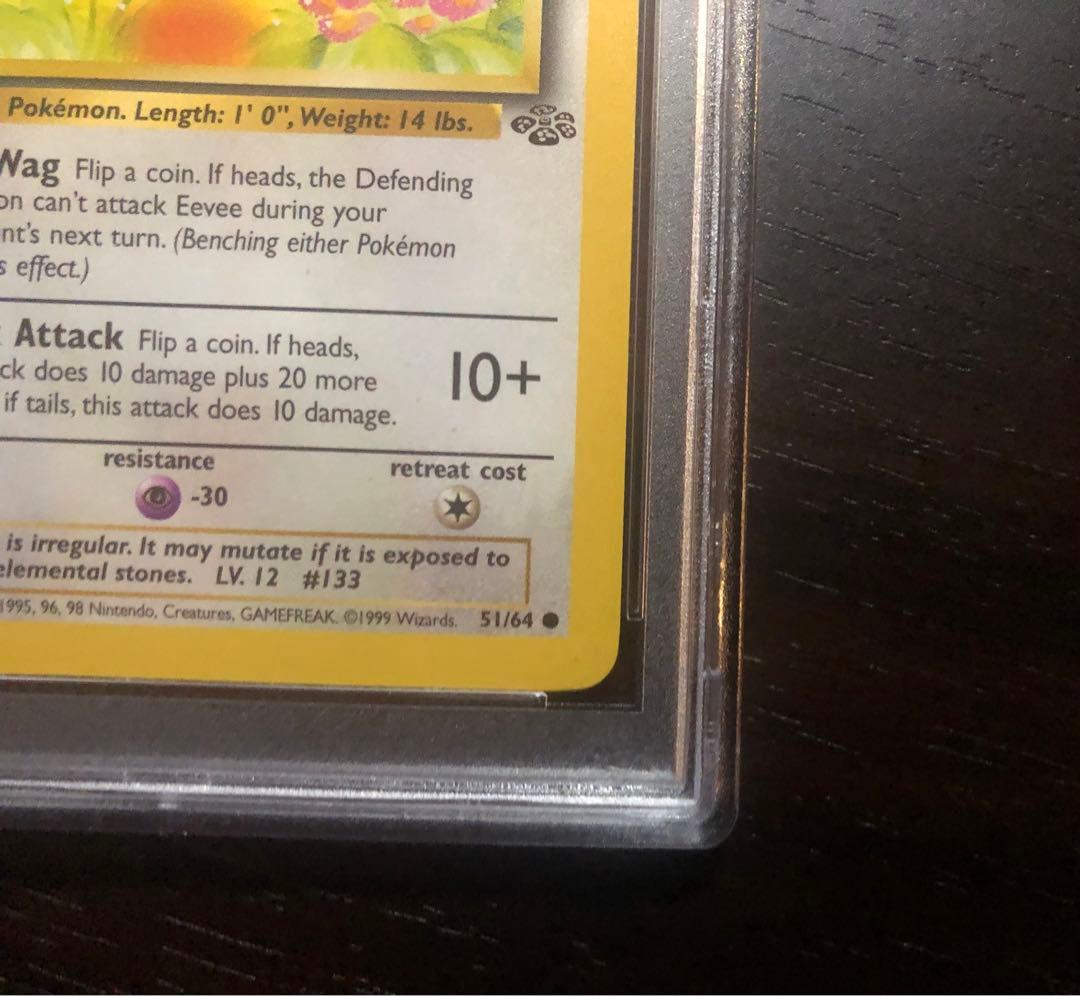 Pokémon. Length: 1' 0", Weight: 14 lbs.
Wag Flip a coin. If heads, the Defending
on can't attack Eevee during your
nt's next turn. (Benching either Pokémon
s effect.)
Attack Flip a coin. If heads,
ck does 10 damage plus 20 more
if tails, this attack does 10 damage.
10+
resistance
retreat cost
-30
is irregular. It may mutate if it is exposed to
elemental stones. LV. 12 #133
1995, 96, 98 Nintendo, Creatures, GAMEFREAK. ©1999 Wizards. 51/64 ●